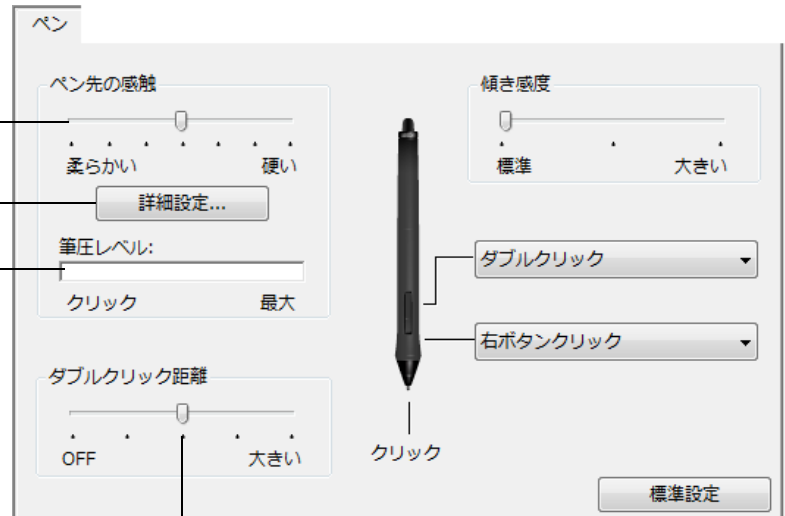 ペン
ペン先の感触
柔らかい 硬い
詳細設定...
筆圧レベル:
クリック 最大
ダブルクリック距離
OFF 大きい
傾き感度
標準 大きい
ダブルクリック
右ボタンクリック
クリック
標準設定